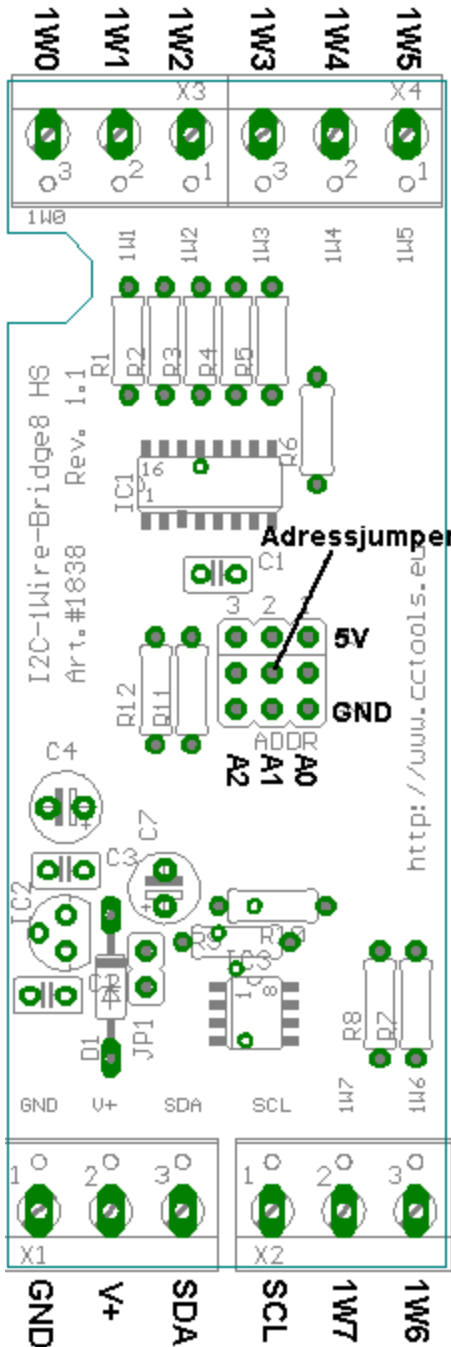 1W0 1W1 1W2 1W3 1W4 1W5
X3 X4
3 2 1 3 2 1
1W0 1W1 1W2 1W3 1W4 1W5
R1 R2 R3 R4 R5
R6
I2C-1Wire-Bridge8 HS
Art.#1838 Rev. 1.1
IC1
16
1
Adressjumper
C1
3 2 1
5V
GND
ADDR
A2 A1 A0
R12 R11
http://www.cctools.eu
C4
C3
C7
+
+
IC2
C2
D1
JP1
R9 R10
IC3
1 8
R8 R7
GND V+ SDA SCL 1W7 1W6
1 2 3 1 2 3
X1 X2
GND V+ SDA SCL 1W7 1W6